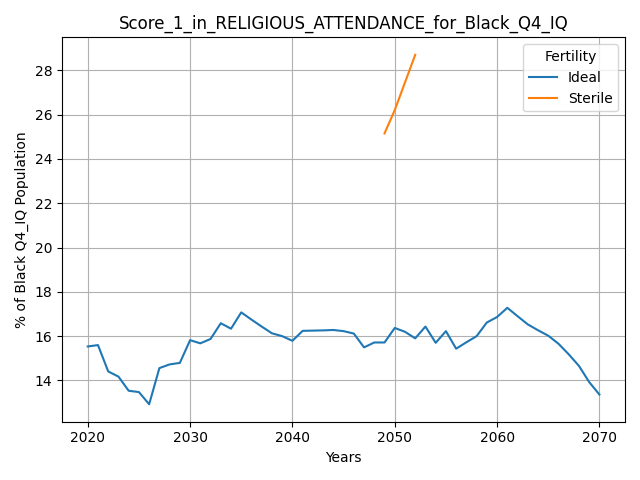 Score_1_in_RELIGIOUS_ATTENDANCE_for_Black_Q4_IQ
Fertility
Ideal
Sterile
% of Black Q4_IQ Population
28
26
24
22
20
18
16
14
2020 2030 2040 2050 2060 2070
Years